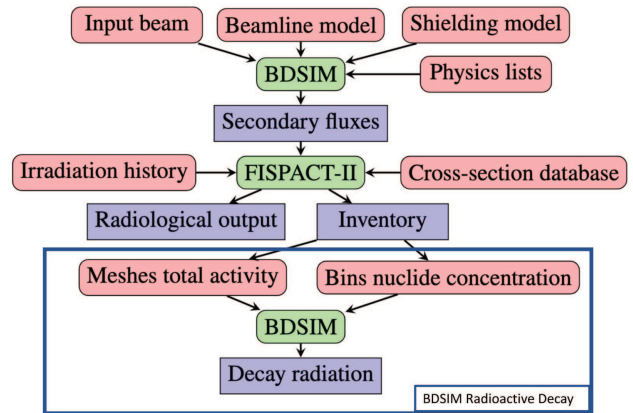 Input beam
Beamline model
Shielding model
BDSIM
Physics lists
Secondary fluxes
Irradiation history
FISPACT-II
Cross-section database
Radiological output
Inventory
Meshes total activity
Bins nuclide concentration
BDSIM
Decay radiation
BDSIM Radioactive Decay